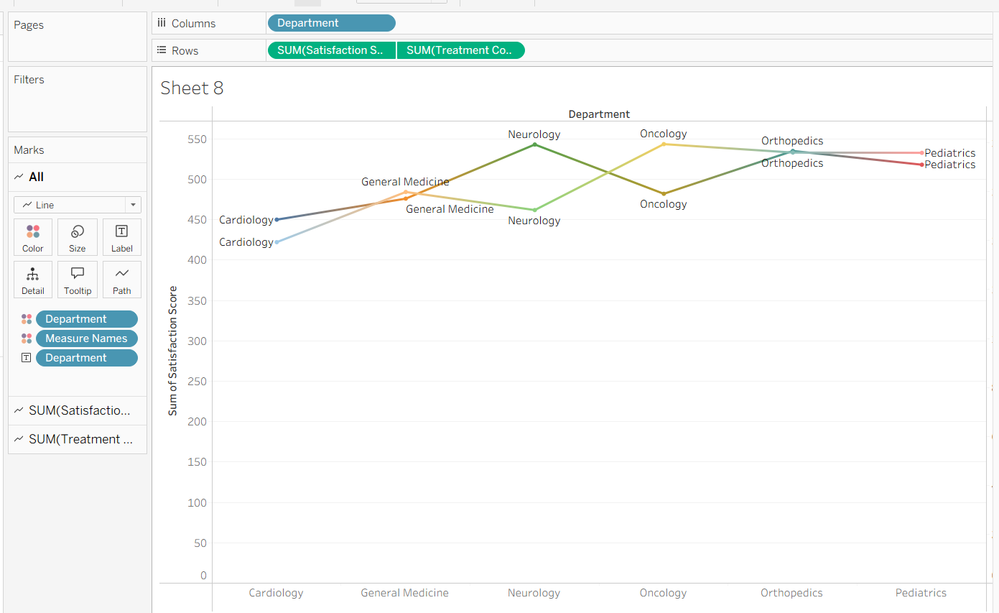 Pages
Columns
Department
Rows
SUM(Satisfaction S..
SUM(Treatment Co..
Filters
Marks
All
Line
Color
Size
Label
Detail
Tooltip
Path
Department
Measure Names
Department
SUM(Satisfactio...
SUM(Treatment ...
Sheet 8
Department
Sum of Satisfaction Score
550
500
450
400
350
300
250
200
150
100
50
0
Neurology
Oncology
Orthopedics
Pediatrics
Orthopedics
Pediatrics
General Medicine
Oncology
General Medicine
Cardiology
Neurology
Cardiology
Cardiology
General Medicine
Neurology
Oncology
Orthopedics
Pediatrics